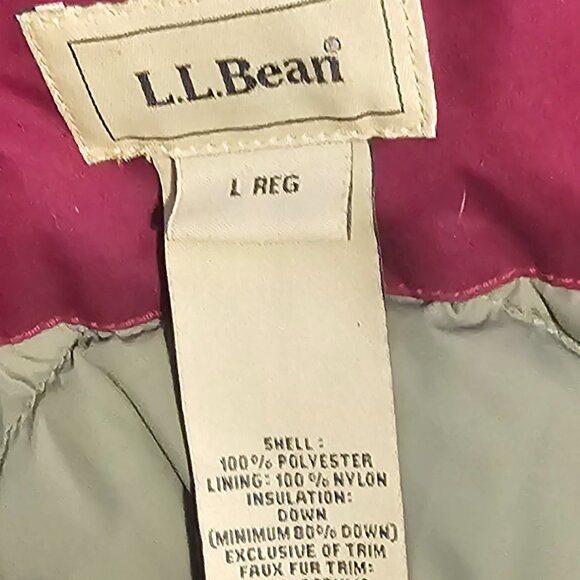 L.L.Bean®
L REG
SHELL:
100% POLYESTER
LINING: 100% NYLON
INSULATION:
DOWN
(MINIMUM 80% DOWN)
EXCLUSIVE OF TRIM
FAUX FUR TRIM: